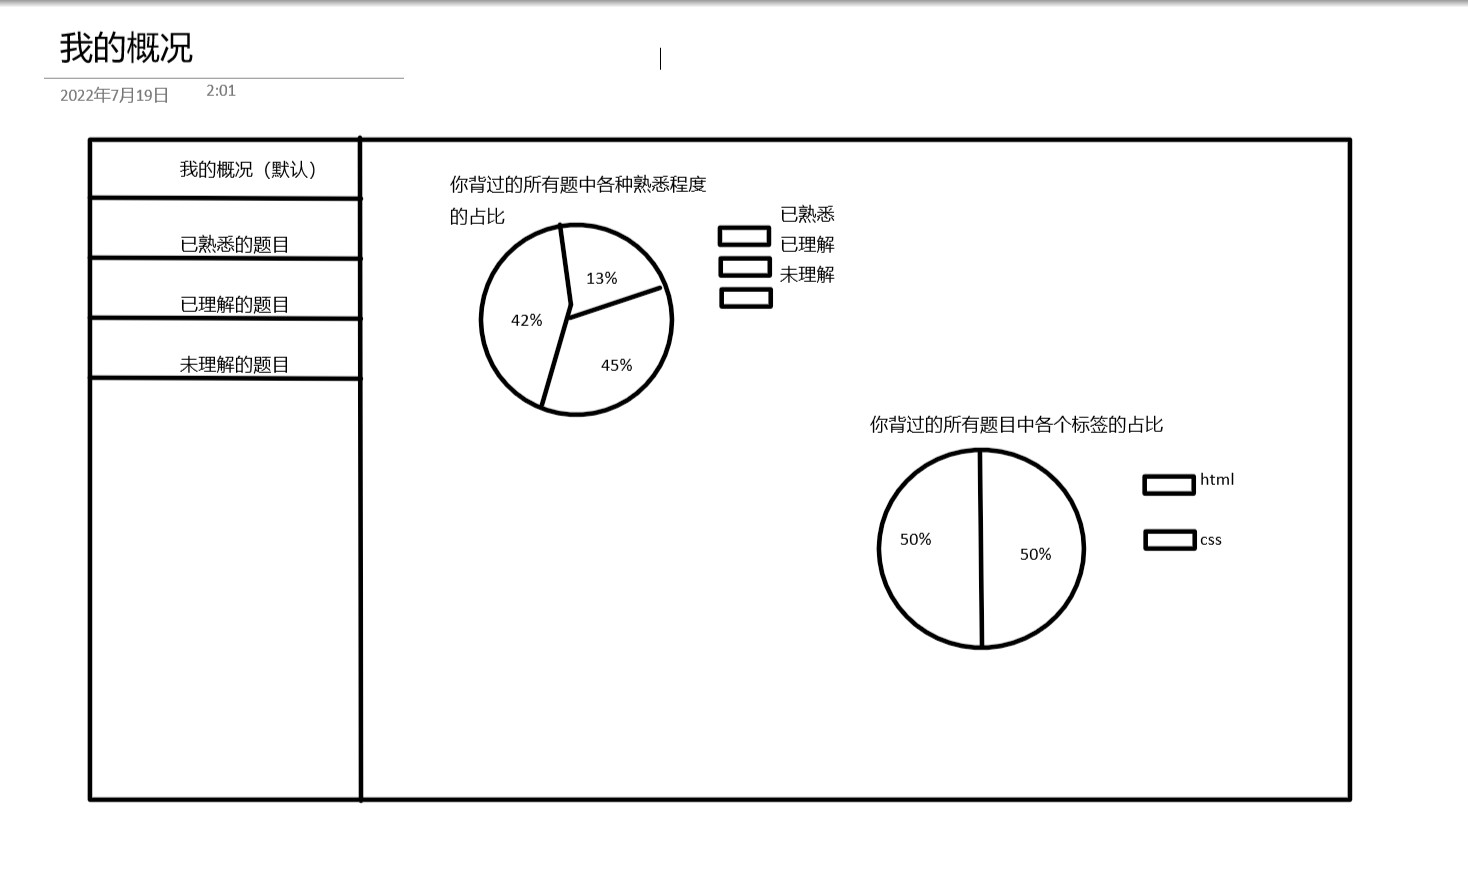 我的概况
2022年7月19日 2:01
我的概况（默认）
已熟悉的题目
已理解的题目
未理解的题目
你背过的所有题中各种熟悉程度
的占比
13%
42%
45%
已熟悉
已理解
未理解
你背过的所有题目中各个标签的占比
50%
50%
html
css